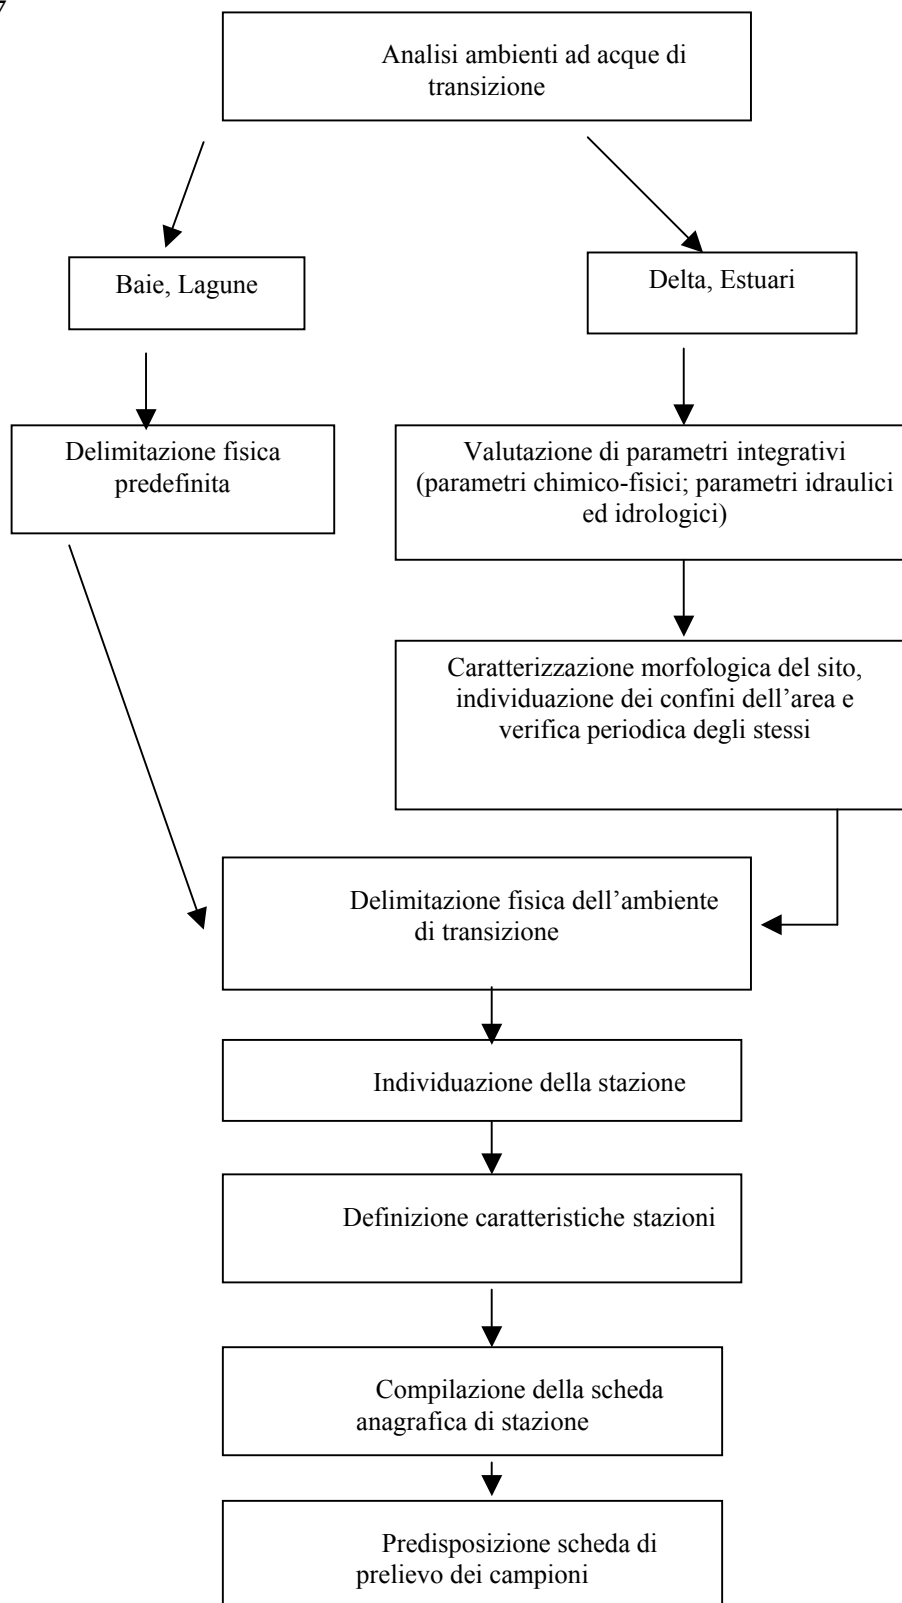 7
Analisi ambienti ad acque di
transizione
Baie, Lagune
Delta, Estuari
Delimitazione fisica
predefinita
Valutazione di parametri integrativi
(parametri chimico-fisici; parametri idraulici
ed idrologici)
Caratterizzazione morfologica del sito,
individuazione dei confini dell’area e
verifica periodica degli stessi
Delimitazione fisica dell’ambiente
di transizione
Individuazione della stazione
Definizione caratteristiche stazioni
Compilazione della scheda
anagrafica di stazione
Predisposizione scheda di
prelievo dei campioni